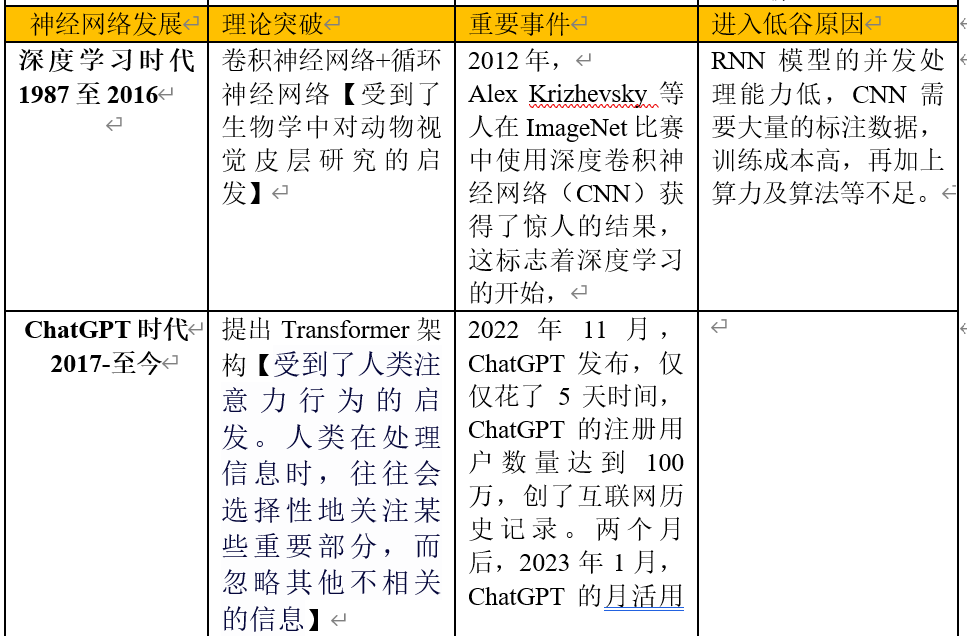 神经网络发展
理论突破
重要事件
进入低谷原因
深度学习时代
1987 至 2016
卷积神经网络+循环
神经网络【受到了
生物学中对动物视
觉皮层研究的启
发】
2012 年，
Alex Krizhevsky 等
人在 ImageNet 比赛
中使用深度卷积神
经网络（CNN）获
得了惊人的结果，
这标志着深度学习
的开始，
RNN 模型的并发处
理能力低，CNN 需
要大量的标注数据，
训练成本高，再加上
算力及算法等不足。
ChatGPT 时代
2017-至今
提出 Transformer 架
构【受到了人类注
意力行为的启
发。人类在处理
信息时，往往会
选择性地关注某
些重要部分，而
忽略其他不相关
的信息】
2022 年 11 月，
ChatGPT 发布，仅
仅花了 5 天时间，
ChatGPT 的注册用
户数量达到 100
万，创了互联网历
史记录。两个月
后，2023 年 1 月，
ChatGPT 的月活用